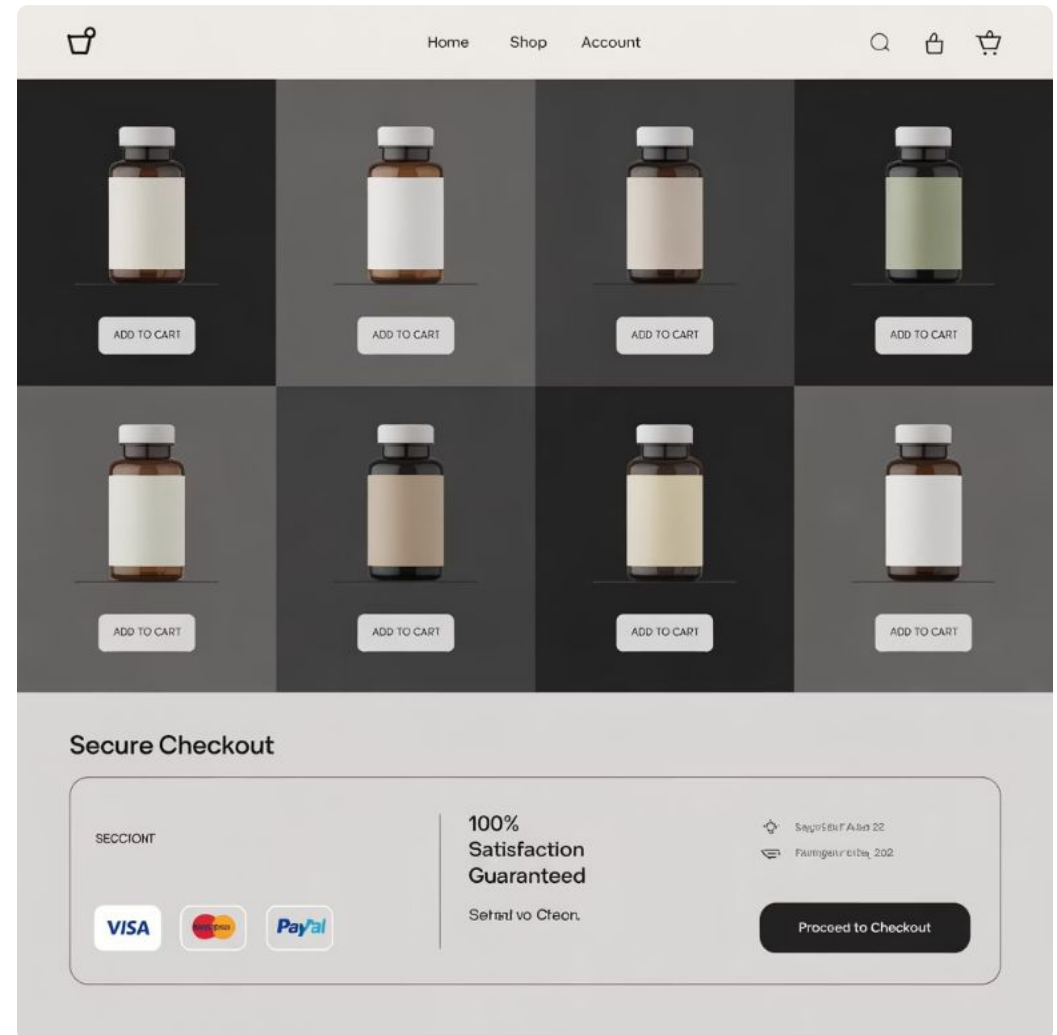 Home Shop Account
ADD TO CART ADD TO CART ADD TO CART ADD TO CART
ADD TO CART ADD TO CART ADD TO CART ADD TO CART
Secure Checkout
SECCIONT
VISA
PayPal
100%
Satisfaction
Guaranteed
Proceed to Checkout